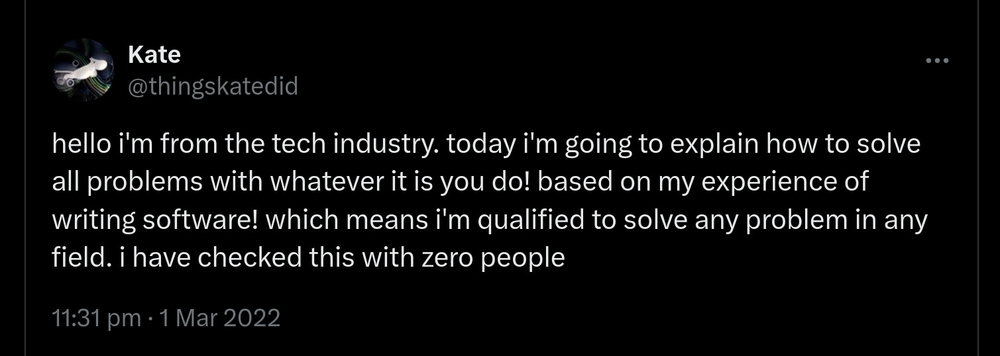 Kate
@thingskatedid
hello i'm from the tech industry. today i'm going to explain how to solve
all problems with whatever it is you do! based on my experience of
writing software! which means i'm qualified to solve any problem in any
field. i have checked this with zero people
11:31 pm · 1 Mar 2022